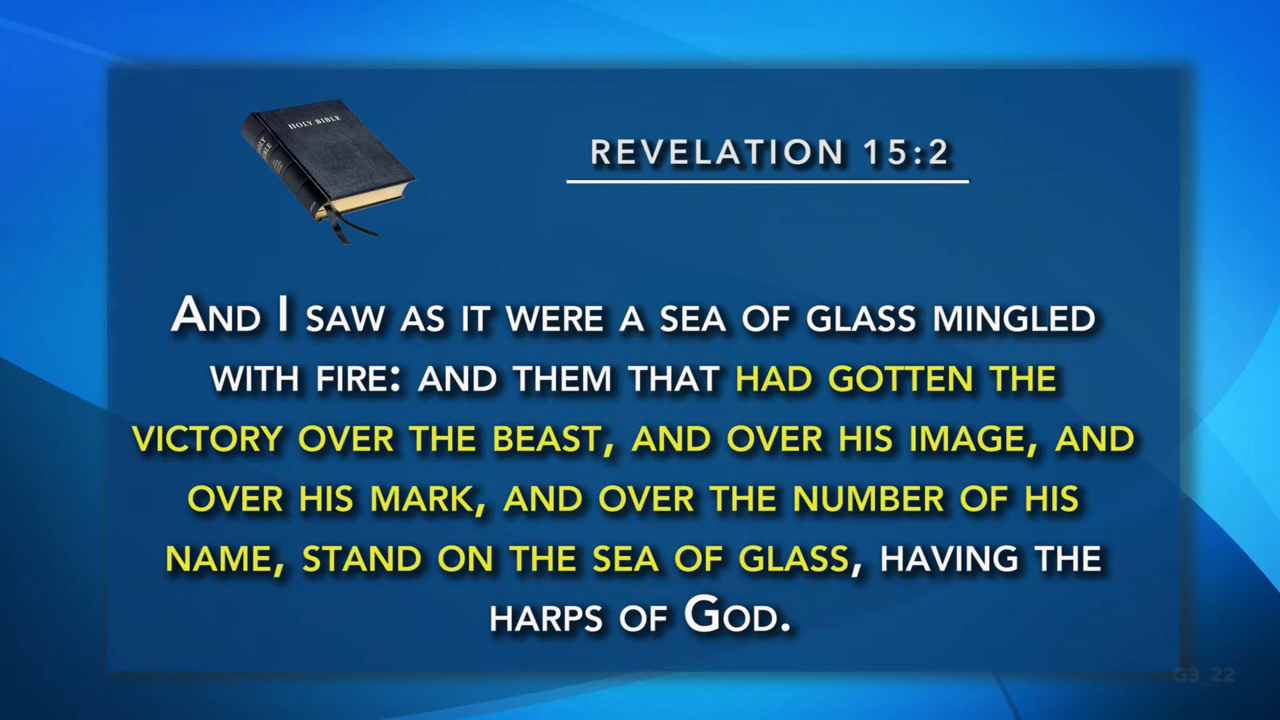 HOLY BIBLE
REVELATION 15:2
And I saw as it were a sea of glass mingled
with fire: and them that had gotten the
victory over the beast, and over his image, and
over his mark, and over the number of his
name, stand on the sea of glass, having the
harps of God.
G3_22